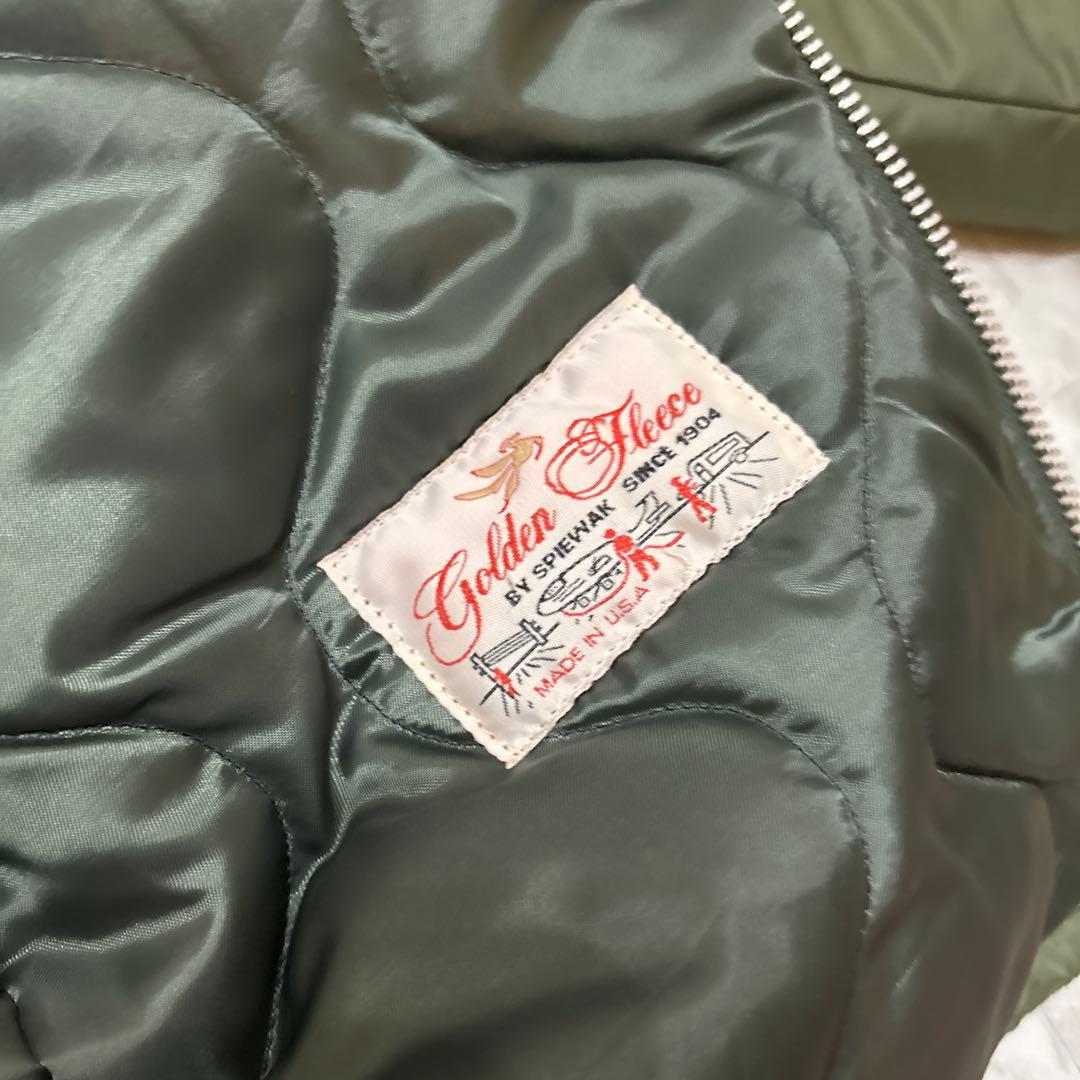 Golden Fleece
BY SPIEWAK SINCE 1904
MADE IN U.S.A